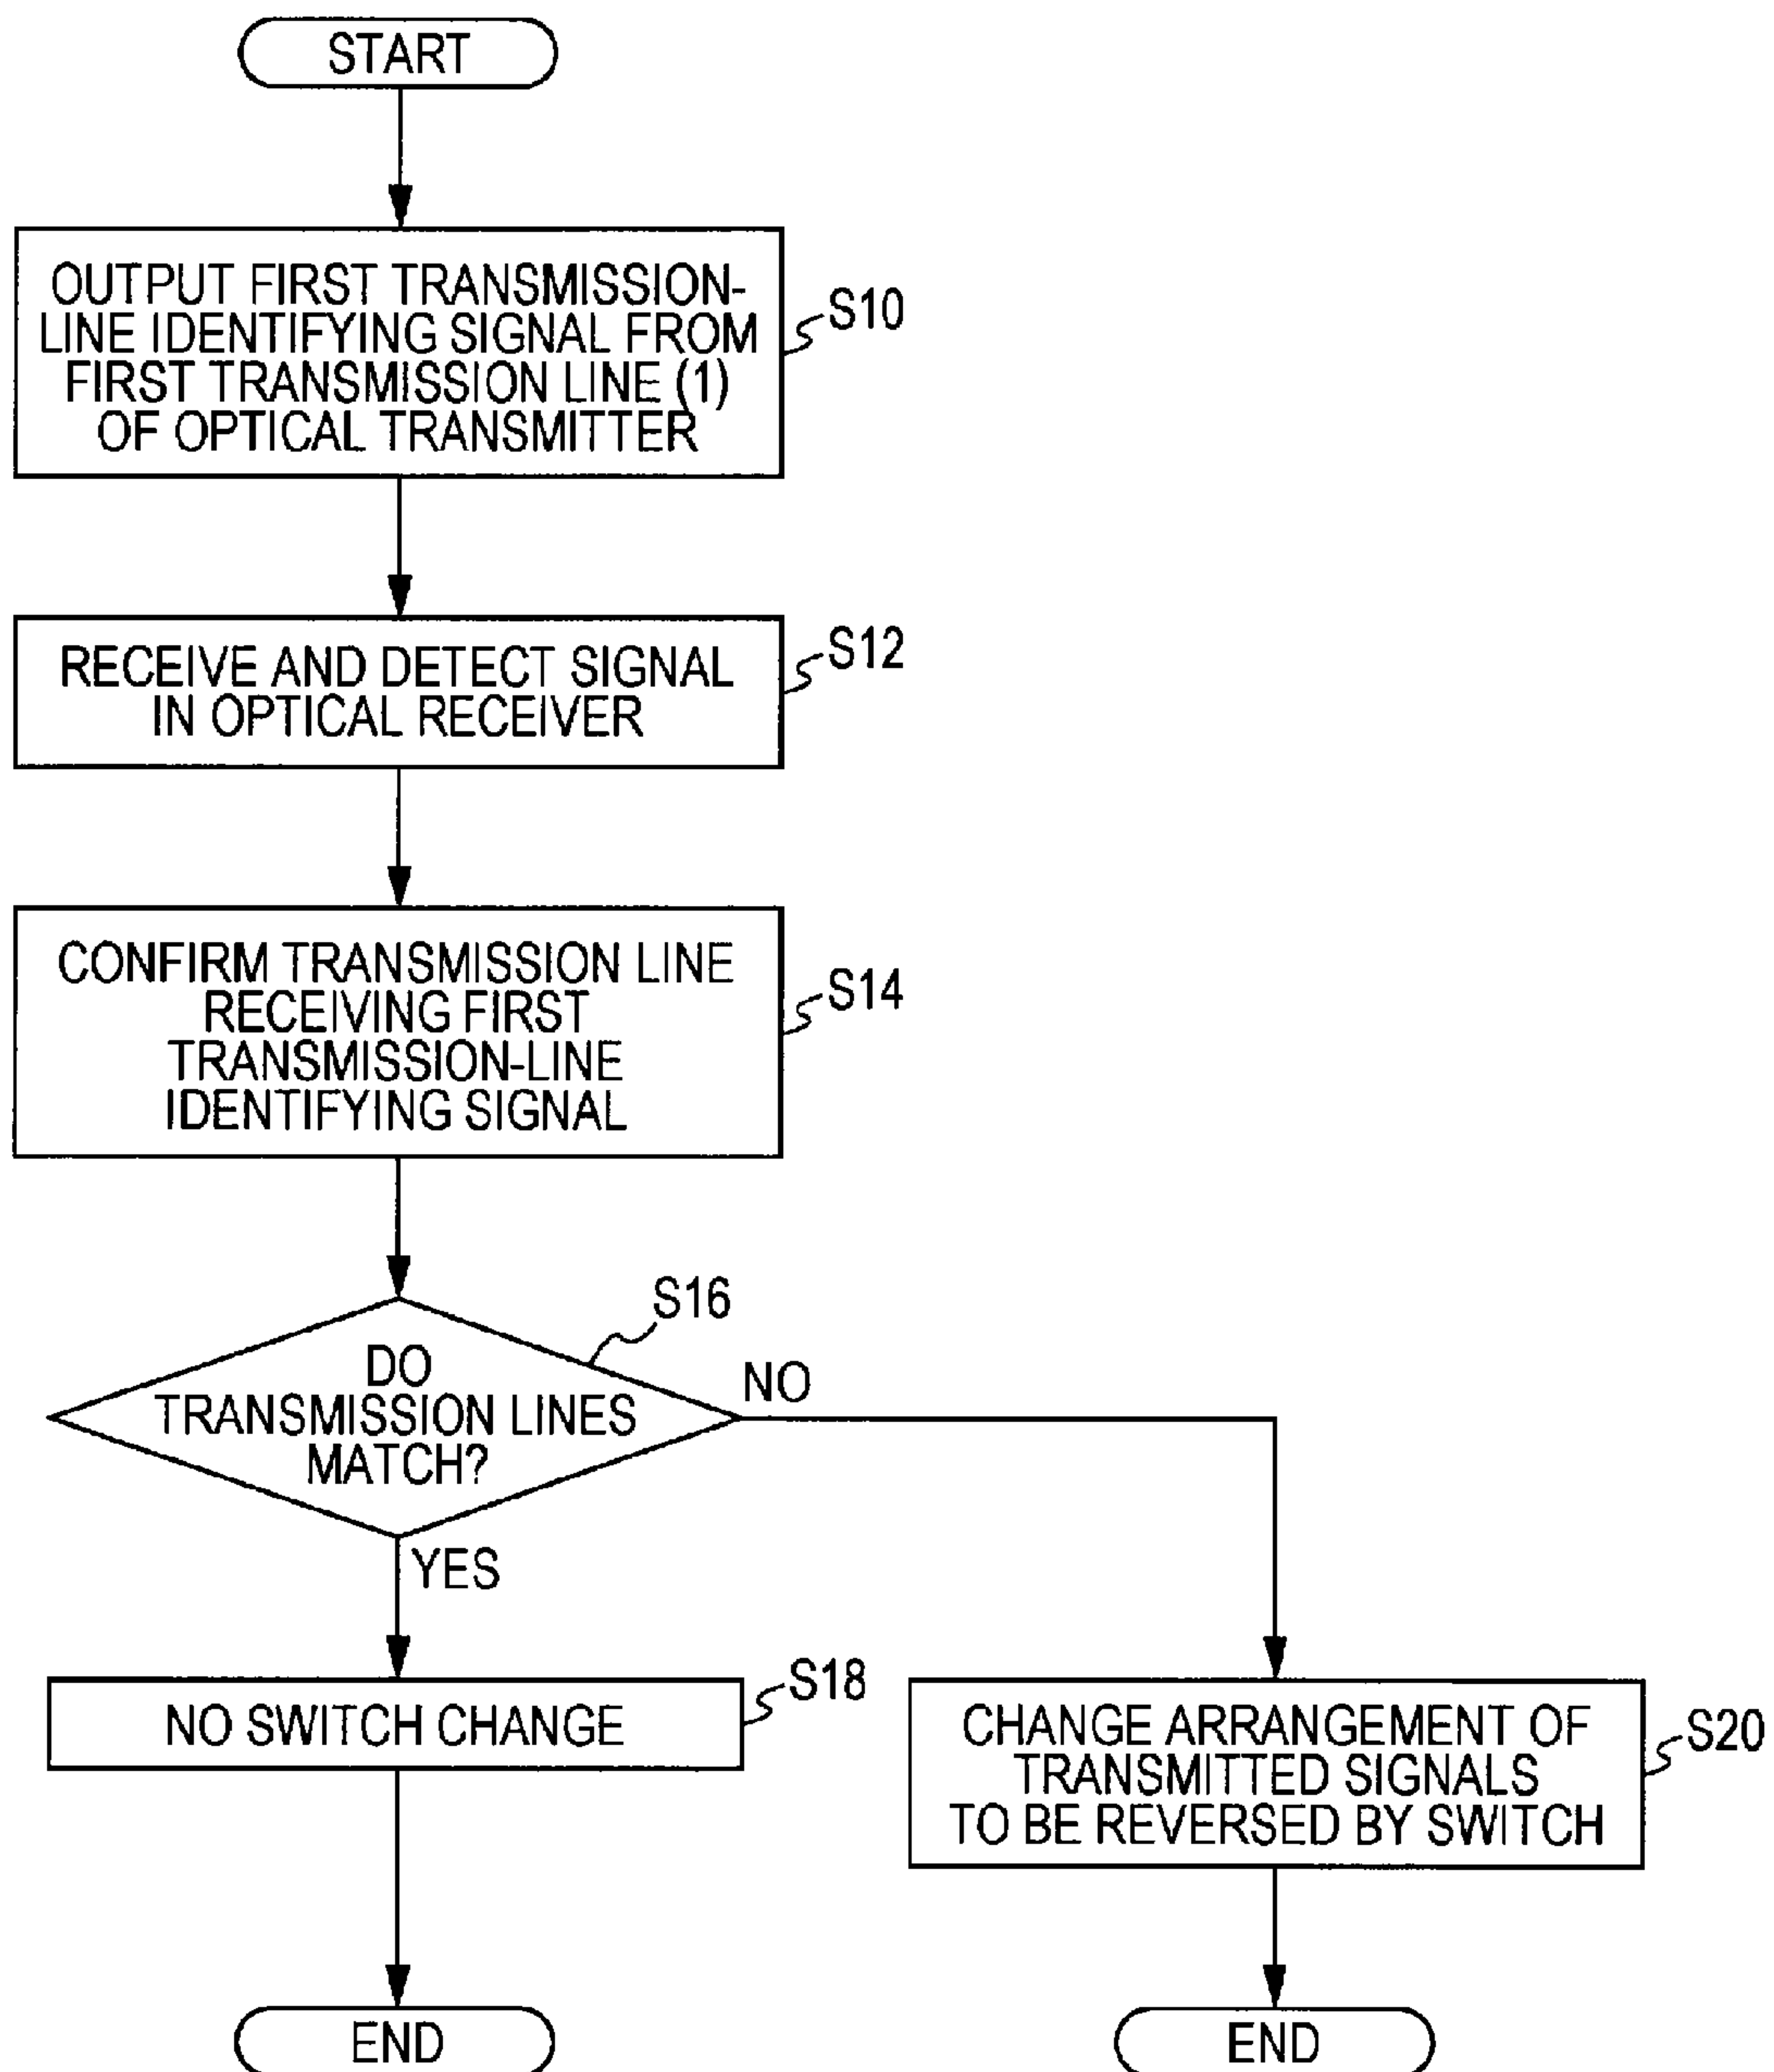 START
OUTPUT FIRST TRANSMISSION-
LINE IDENTIFYING SIGNAL FROM
FIRST TRANSMISSION LINE (1)
OF OPTICAL TRANSMITTER
S10
RECEIVE AND DETECT SIGNAL
IN OPTICAL RECEIVER
S12
CONFIRM TRANSMISSION LINE
RECEIVING FIRST
TRANSMISSION-LINE
IDENTIFYING SIGNAL
S14
S16
DO
TRANSMISSION LINES
MATCH?
NO
YES
NO SWITCH CHANGE
S18
CHANGE ARRANGEMENT OF
TRANSMITTED SIGNALS
TO BE REVERSED BY SWITCH
S20
END
END